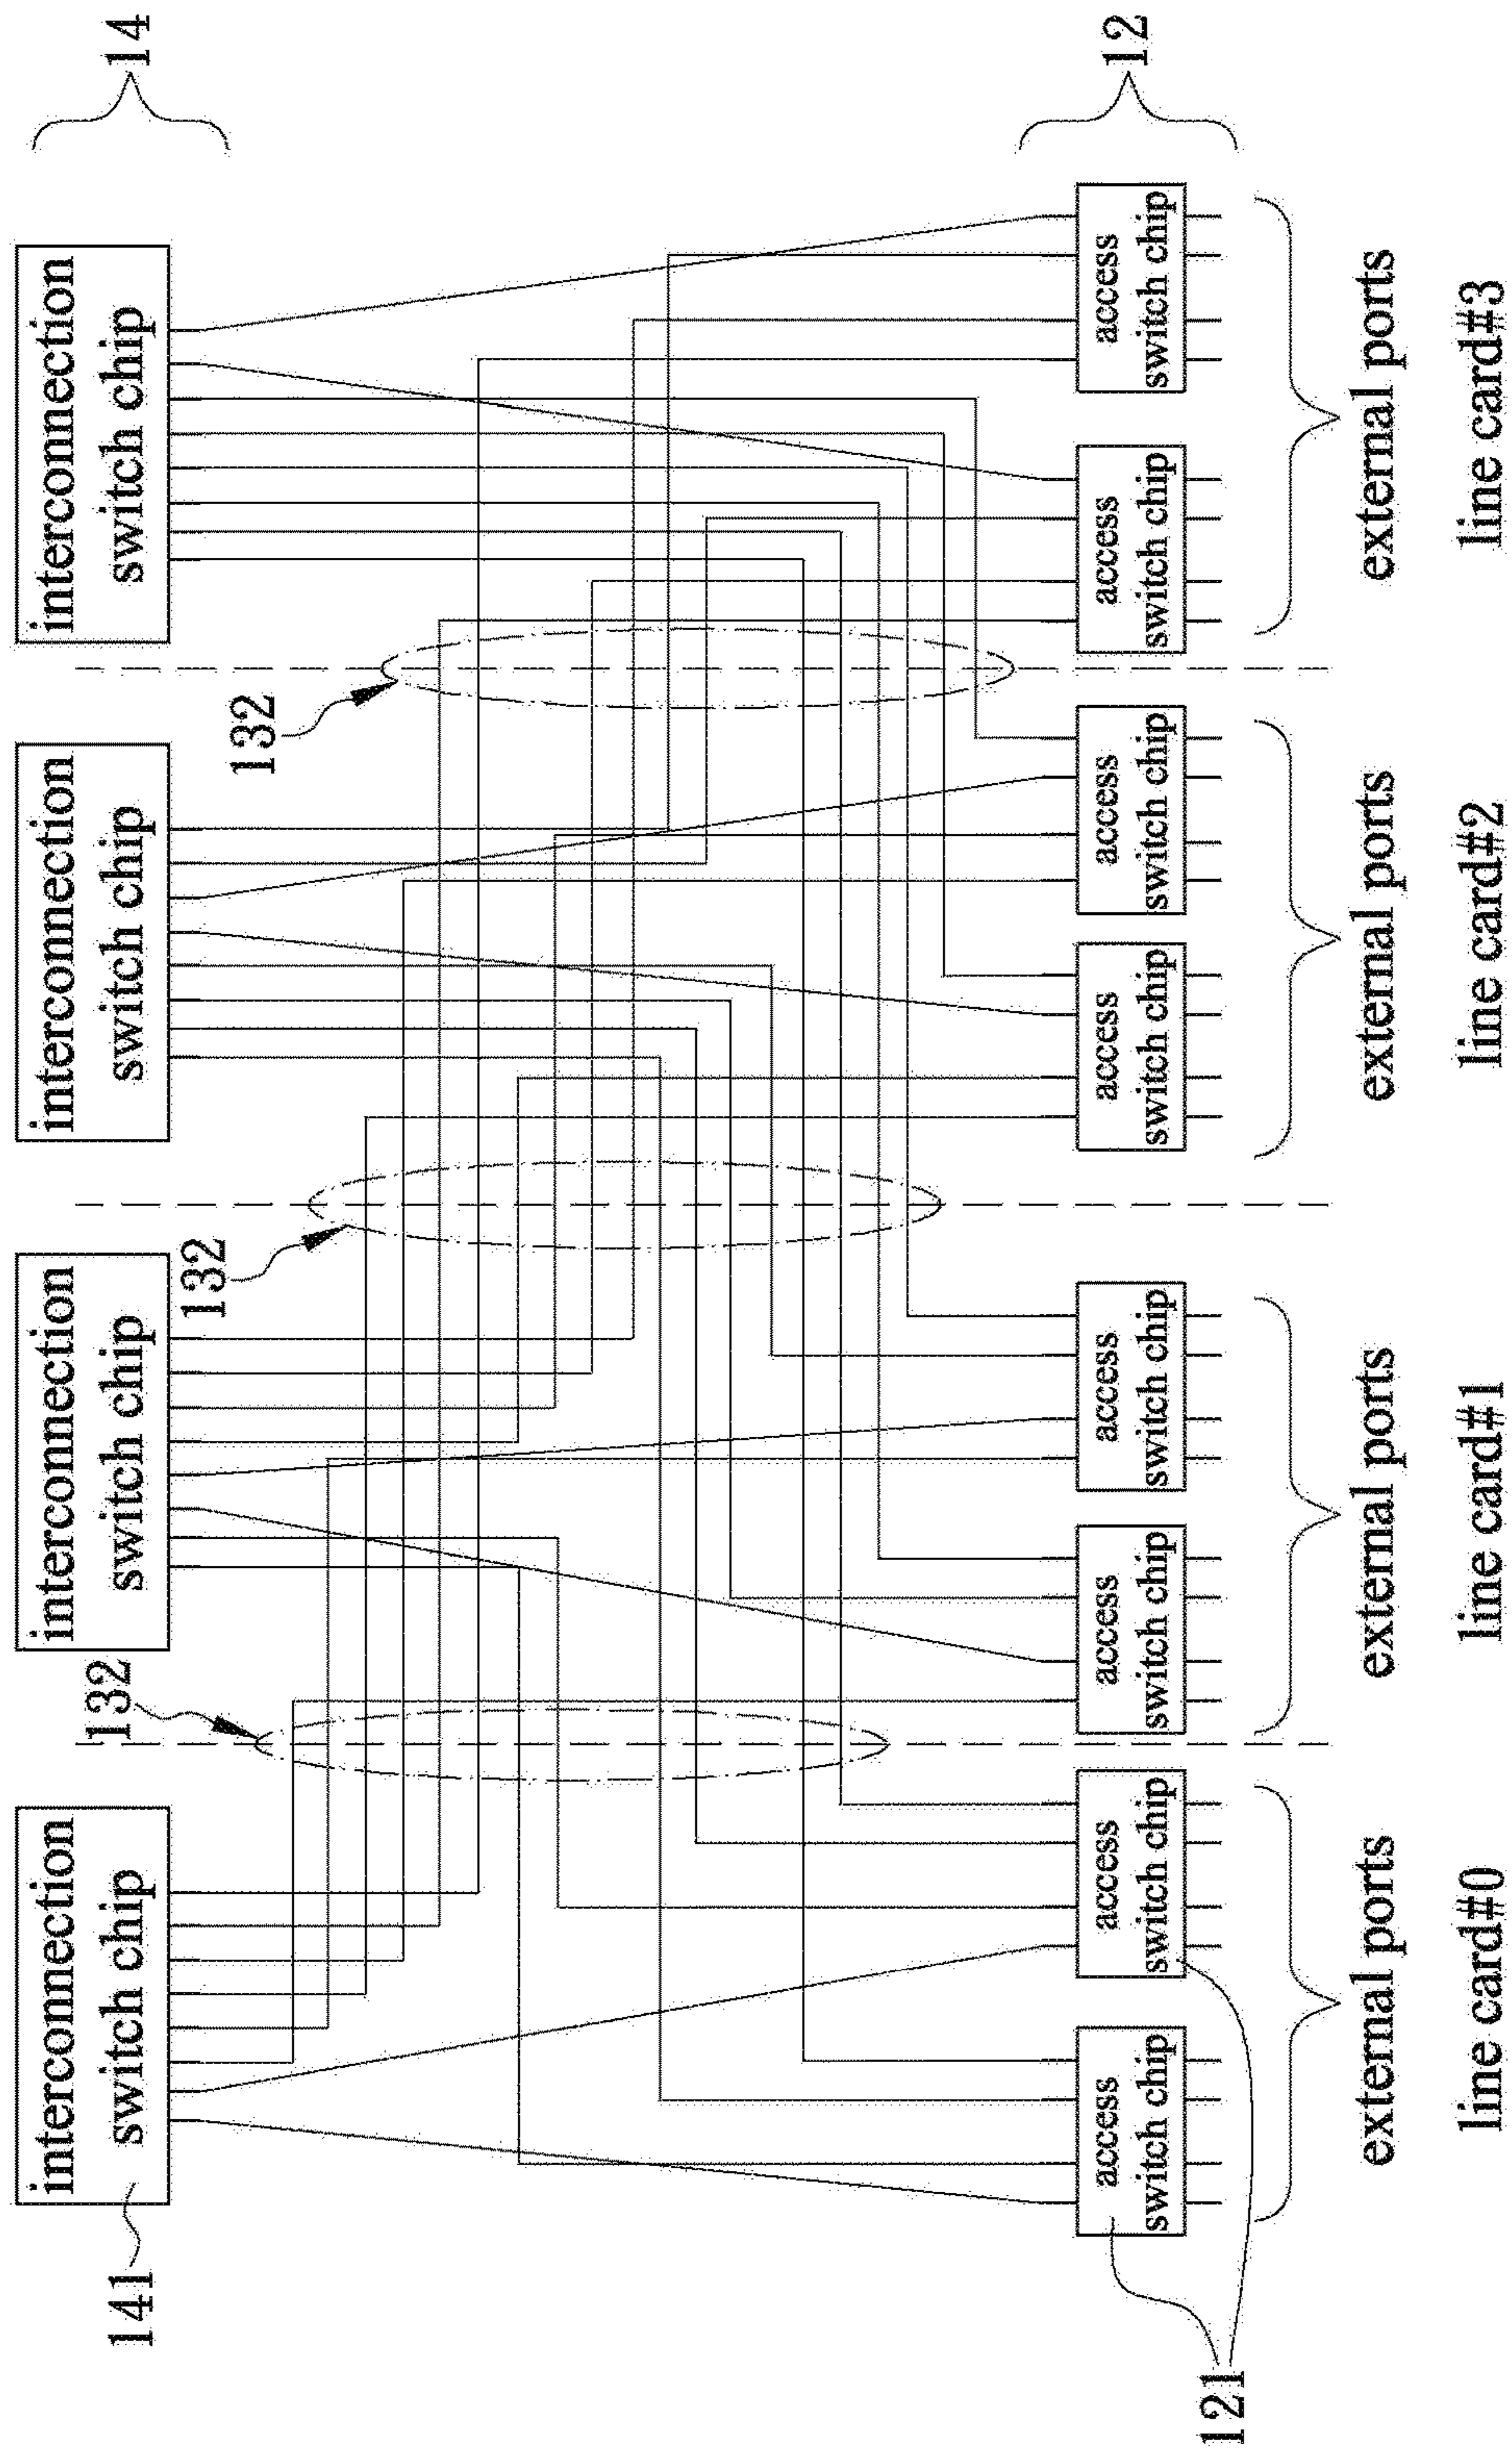 141
interconnection
switch chip
interconnection
switch chip
interconnection
switch chip
interconnection
switch chip
14
132
132
132
121
access
switch chip
access
switch chip
access
switch chip
access
switch chip
access
switch chip
access
switch chip
access
switch chip
access
switch chip
12
external ports
external ports
external ports
external ports
line card#0
line card#1
line card#2
line card#3